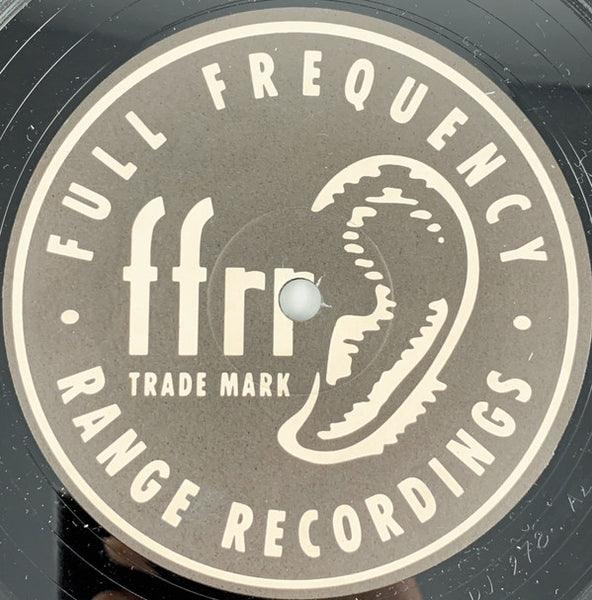 FULL FREQUENCY
ffrr
TRADE MARK
RANGE RECORDINGS